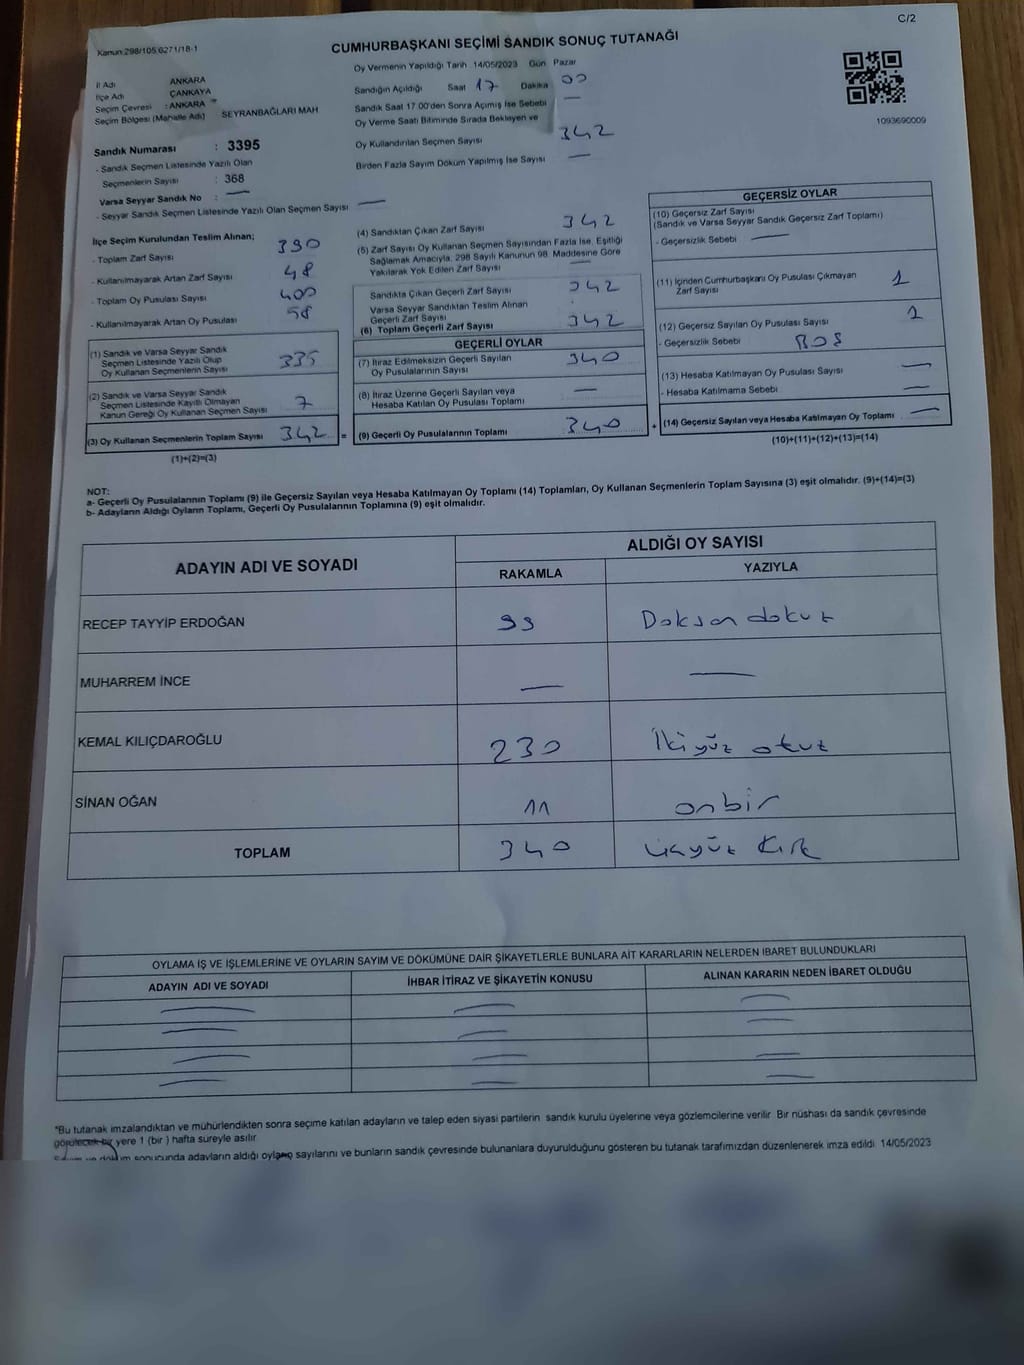 C/2
Kanun:298/105,6271/18-1
CUMHURBAŞKANI SEÇİMİ SANDIK SONUÇ TUTANAĞI
İl Adı ANKARA
İlçe Adı ÇANKAYA
Seçim Çevresi : ANKARA
Seçim Bölgesi (Mahalle Adı) SEYRANBAĞLARI MAH
Sandık Numarası : 3395
- Sandık Seçmen Listesinde Yazılı Olan
Seçmenlerin Sayısı : 368
Varsa Seyyar Sandık No : —
- Seyyar Sandık Seçmen Listesinde Yazılı Olan Seçmen Sayısı —
Oy Vermenin Yapıldığı Tarih 14/05/2023 Gün Pazar
Sandığın Açıldığı Saat 17 Dakika 00
Sandık Saat 17.00'den Sonra Açımış İse Sebebi —
Oy Verme Saati Bitiminde Sırada Bekleyen ve
Oy Kullandırılan Seçmen Sayısı 342
Birden Fazla Sayım Döküm Yapılmış İse Sayısı —
1093690009
İlçe Seçim Kurulundan Teslim Alınan;
- Toplam Zarf Sayısı 390
- Kullanılmayarak Artan Zarf Sayısı 48
- Toplam Oy Pusulası Sayısı 400
- Kullanılmayarak Artan Oy Pusulası 58
(1) Sandık ve Varsa Seyyar Sandık
Seçmen Listesinde Yazılı Olup
Oy Kullanan Seçmenlerin Sayısı 335
(2) Sandık ve Varsa Seyyar Sandık
Seçmen Listesinde Kayıtlı Olmayan
Kanun Gereği Oy Kullanan Seçmen Sayısı 7
(3) Oy Kullanan Seçmenlerin Toplam Sayısı 342 =
(1)+(2)=(3)
(4) Sandıktan Çıkan Zarf Sayısı 342
(5) Zarf Sayısı Oy Kullanan Seçmen Sayısından Fazla İse, Eşitliği
Sağlamak Amacıyla, 298 Sayılı Kanunun 98. Maddesine Göre
Yakılarak Yok Edilen Zarf Sayısı —
Sandıkta Çıkan Geçerli Zarf Sayısı 342
Varsa Seyyar Sandıktan Teslim Alınan
Geçerli Zarf Sayısı
(6) Toplam Geçerli Zarf Sayısı 342
GEÇERLİ OYLAR
(7) İtiraz Edilmeksizin Geçerli Sayılan
Oy Pusulalarının Sayısı 340
(8) İtiraz Üzerine Geçerli Sayılan veya
Hesaba Katılan Oy Pusulası Toplamı —
(9) Geçerli Oy Pusulalarının Toplamı 340 +
GEÇERSİZ OYLAR
(10) Geçersiz Zarf Sayısı
(Sandık ve Varsa Seyyar Sandık Geçersiz Zarf Toplamı)
- Geçersizlik Sebebi —
(11) İçinden Cumhurbaşkanı Oy Pusulası Çıkmayan
Zarf Sayısı 1
(12) Geçersiz Sayılan Oy Pusulası Sayısı 1
- Geçersizlik Sebebi BOŞ
(13) Hesaba Katılmayan Oy Pusulası Sayısı —
- Hesaba Katılmama Sebebi —
(14) Geçersiz Sayılan veya Hesaba Katılmayan Oy Toplamı —
(10)+(11)+(12)+(13)=(14)
NOT:
a- Geçerli Oy Pusulalarının Toplamı (9) ile Geçersiz Sayılan veya Hesaba Katılmayan Oy Toplamı (14) Toplamları, Oy Kullanan Seçmenlerin Toplam Sayısına (3) eşit olmalıdır. (9)+(14)=(3)
b- Adayların Aldığı Oyların Toplamı, Geçerli Oy Pusulalarının Toplamına (9) eşit olmalıdır.
ADAYIN ADI VE SOYADI ALDIĞI OY SAYISI
RAKAMLA YAZIYLA
RECEP TAYYİP ERDOĞAN 99 Doksan dokuz
MUHARREM İNCE — —
KEMAL KILIÇDAROĞLU 230 İkiyüz otuz
SİNAN OĞAN 11 onbir
TOPLAM 340 üçyüz kırk
OYLAMA İŞ VE İŞLEMLERİNE VE OYLARIN SAYIM VE DÖKÜMÜNE DAİR ŞİKAYETLERLE BUNLARA AİT KARARLARIN NELERDEN İBARET BULUNDUKLARI
ADAYIN ADI VE SOYADI İHBAR İTİRAZ VE ŞİKAYETİN KONUSU ALINAN KARARIN NEDEN İBARET OLDUĞU
*Bu tutanak imzalandıktan ve mühürlendikten sonra seçime katılan adayların ve talep eden siyasi partilerin sandık kurulu üyelerine veya gözlemcilerine verilir. Bir nüshası da sandık çevresinde
görülecek bir yere 1 (bir ) hafta süreyle asılır.
Sayım ve döküm sonucunda adayların aldığı oyların sayılarını ve bunların sandık çevresinde bulunanlara duyurulduğunu gösteren bu tutanak tarafımızdan düzenlenerek imza edildi. 14/05/2023